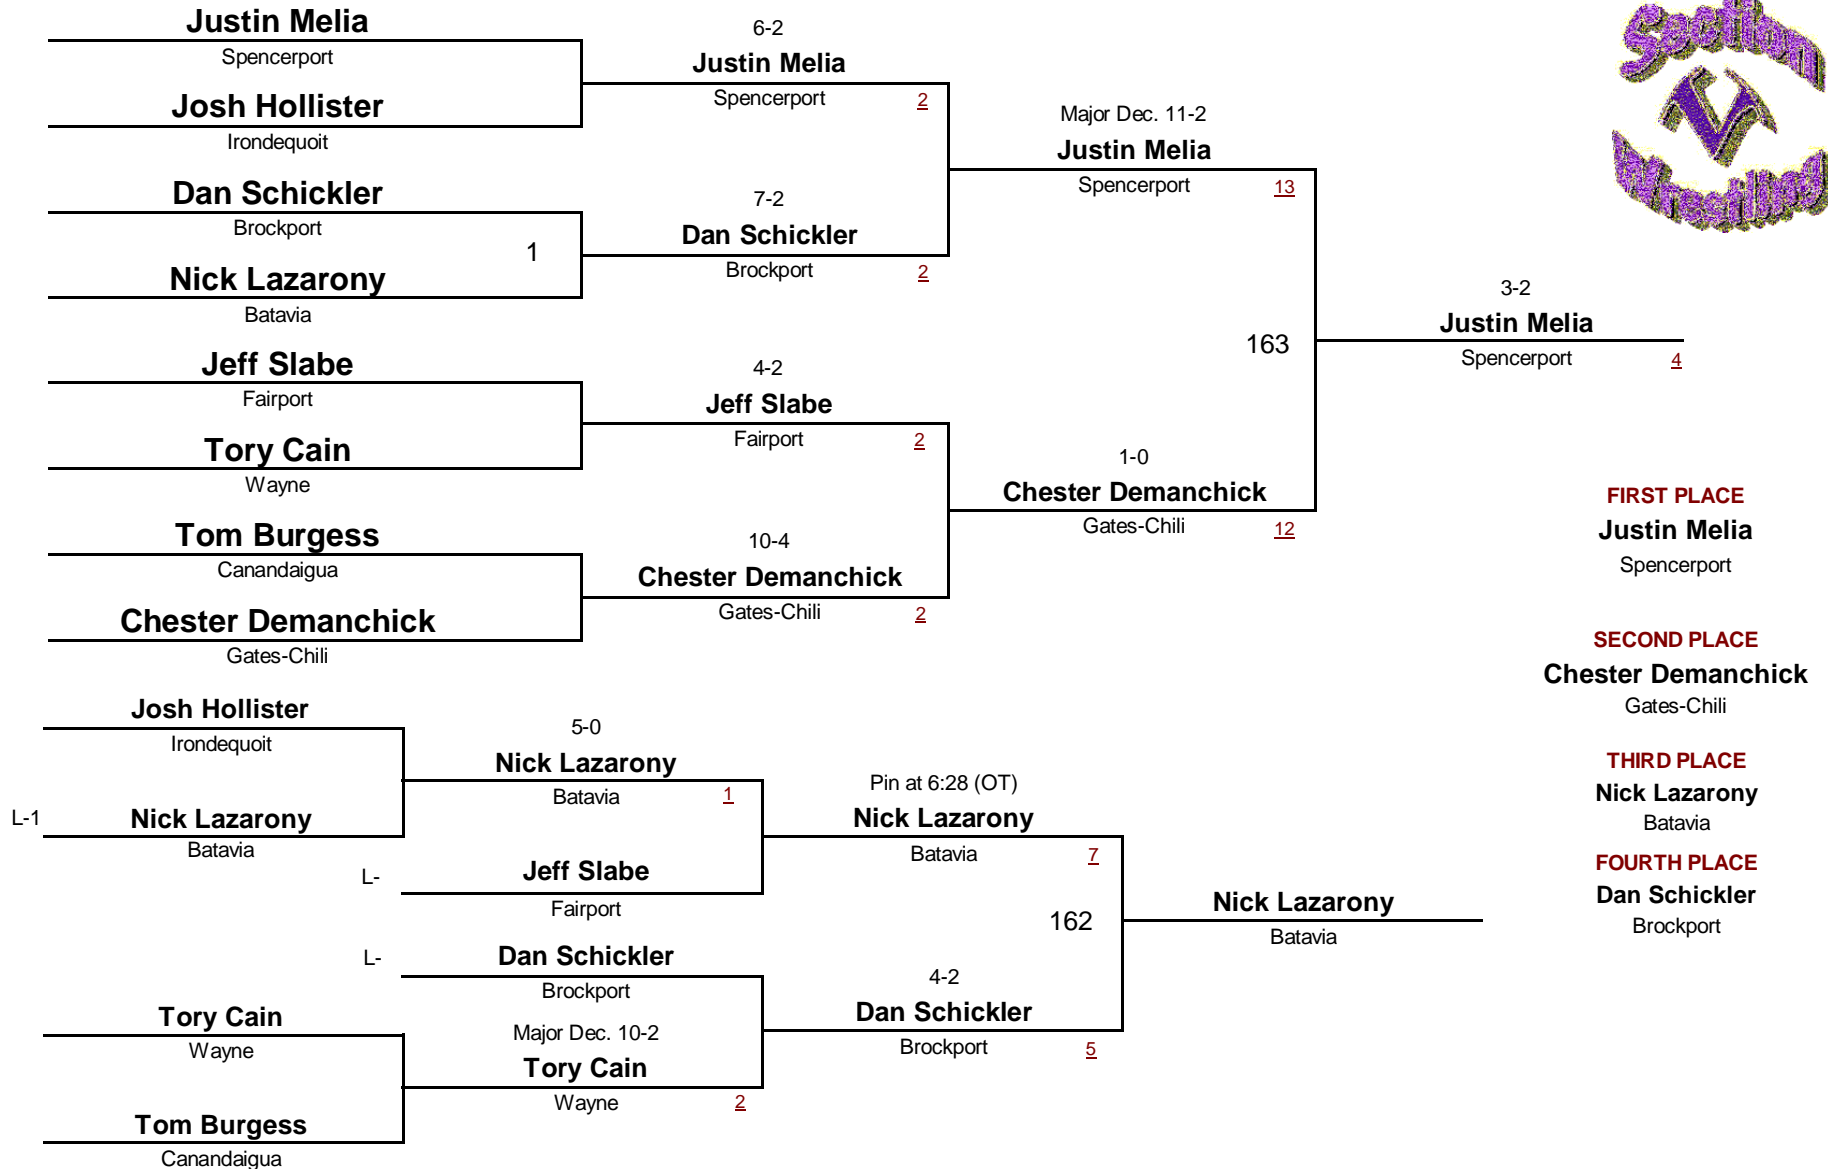 Justin Melia
Spencerport
Josh Hollister
Irondequoit
Dan Schickler
Brockport
1
Nick Lazarony
Batavia
Jeff Slabe
Fairport
Tory Cain
Wayne
Tom Burgess
Canandaigua
Chester Demanchick
Gates-Chili
6-2
Justin Melia
Spencerport
2
7-2
Dan Schickler
Brockport
2
4-2
Jeff Slabe
Fairport
2
10-4
Chester Demanchick
Gates-Chili
2
Major Dec. 11-2
Justin Melia
Spencerport
13
163
1-0
Chester Demanchick
Gates-Chili
12
3-2
Justin Melia
Spencerport
4
Section
V
Wrestling
FIRST PLACE
Justin Melia
Spencerport
SECOND PLACE
Chester Demanchick
Gates-Chili
THIRD PLACE
Nick Lazarony
Batavia
FOURTH PLACE
Dan Schickler
Brockport
Josh Hollister
Irondequoit
L-1
Nick Lazarony
Batavia
5-0
Nick Lazarony
Batavia
1
L-
Jeff Slabe
Fairport
L-
Dan Schickler
Brockport
Tory Cain
Wayne
Tom Burgess
Canandaigua
Major Dec. 10-2
Tory Cain
Wayne
2
Pin at 6:28 (OT)
Nick Lazarony
Batavia
7
162
4-2
Dan Schickler
Brockport
5
Nick Lazarony
Batavia